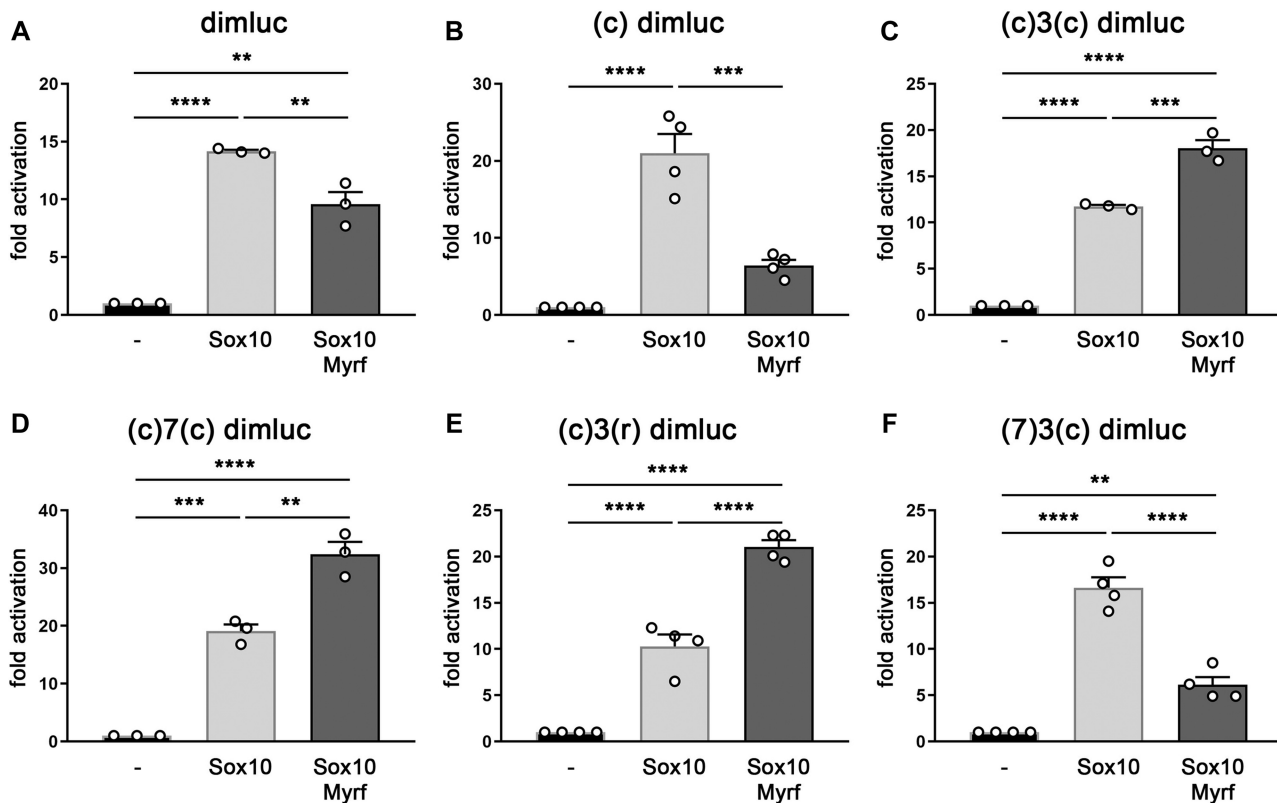 A
dimluc
**
**** **
fold activation
20
15
10
5
0
- Sox10 Sox10
Myrf
B
(c) dimluc
**** ***
fold activation
30
20
10
0
- Sox10 Sox10
Myrf
C
(c)3(c) dimluc
****
**** ***
fold activation
25
20
15
10
5
0
- Sox10 Sox10
Myrf
D
(c)7(c) dimluc
****
*** **
fold activation
40
30
20
10
0
- Sox10 Sox10
Myrf
E
(c)3(r) dimluc
****
**** ****
fold activation
25
20
15
10
5
0
- Sox10 Sox10
Myrf
F
(7)3(c) dimluc
**
**** ****
fold activation
25
20
15
10
5
0
- Sox10 Sox10
Myrf